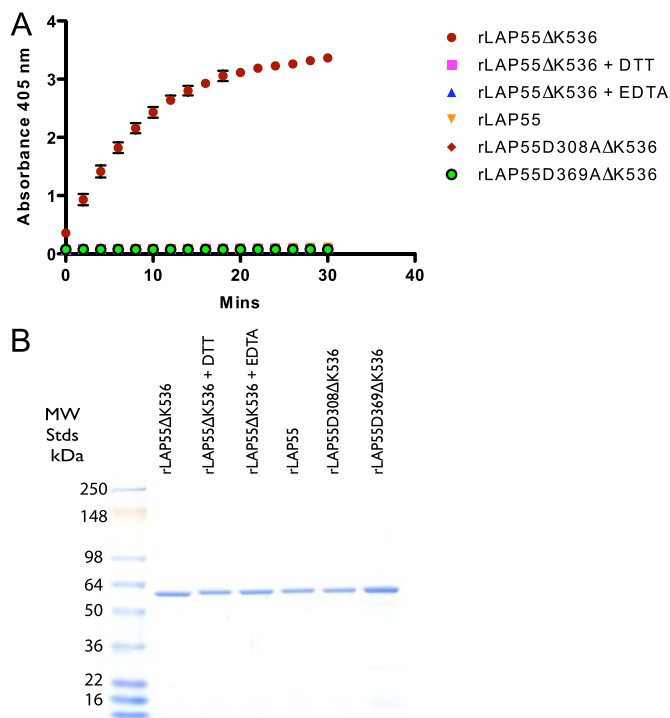 A
4
3
2
1
0
Absorbance 405 nm
0
10
20
30
40
Mins
rLAP55ΔK536
rLAP55ΔK536 + DTT
rLAP55ΔK536 + EDTA
rLAP55
rLAP55D308AΔK536
rLAP55D369AΔK536
B
MW
Stds
kDa
rLAP55ΔK536
rLAP55ΔK536 + DTT
rLAP55ΔK536 + EDTA
rLAP55
rLAP55D308ΔK536
rLAP55D369ΔK536
250
148
98
64
50
36
22
16